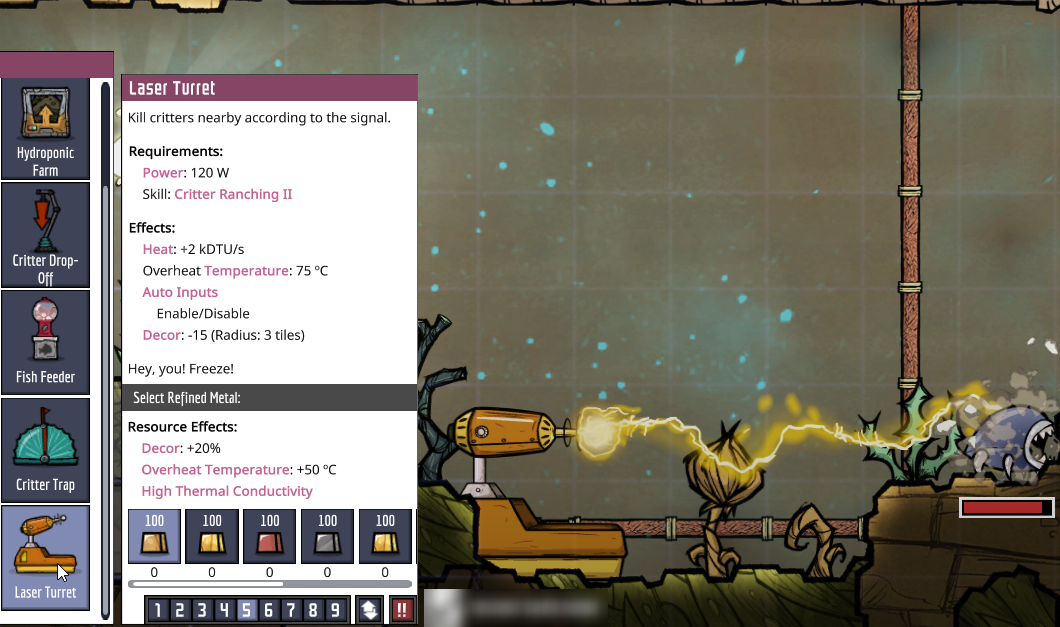 Hydroponic
Farm
Critter Drop-
Off
Fish Feeder
Critter Trap
Laser Turret
Laser Turret
Kill critters nearby according to the signal.
Requirements:
Power: 120 W
Skill: Critter Ranching II
Effects:
Heat: +2 kDTU/s
Overheat Temperature: 75 ºC
Auto Inputs
Enable/Disable
Decor: -15 (Radius: 3 tiles)
Hey, you! Freeze!
Select Refined Metal:
Resource Effects:
Decor: +20%
Overheat Temperature: +50 ºC
High Thermal Conductivity
100 100 100 100 100
0 0 0 0 0
1 2 3 4 5 6 7 8 9 !!